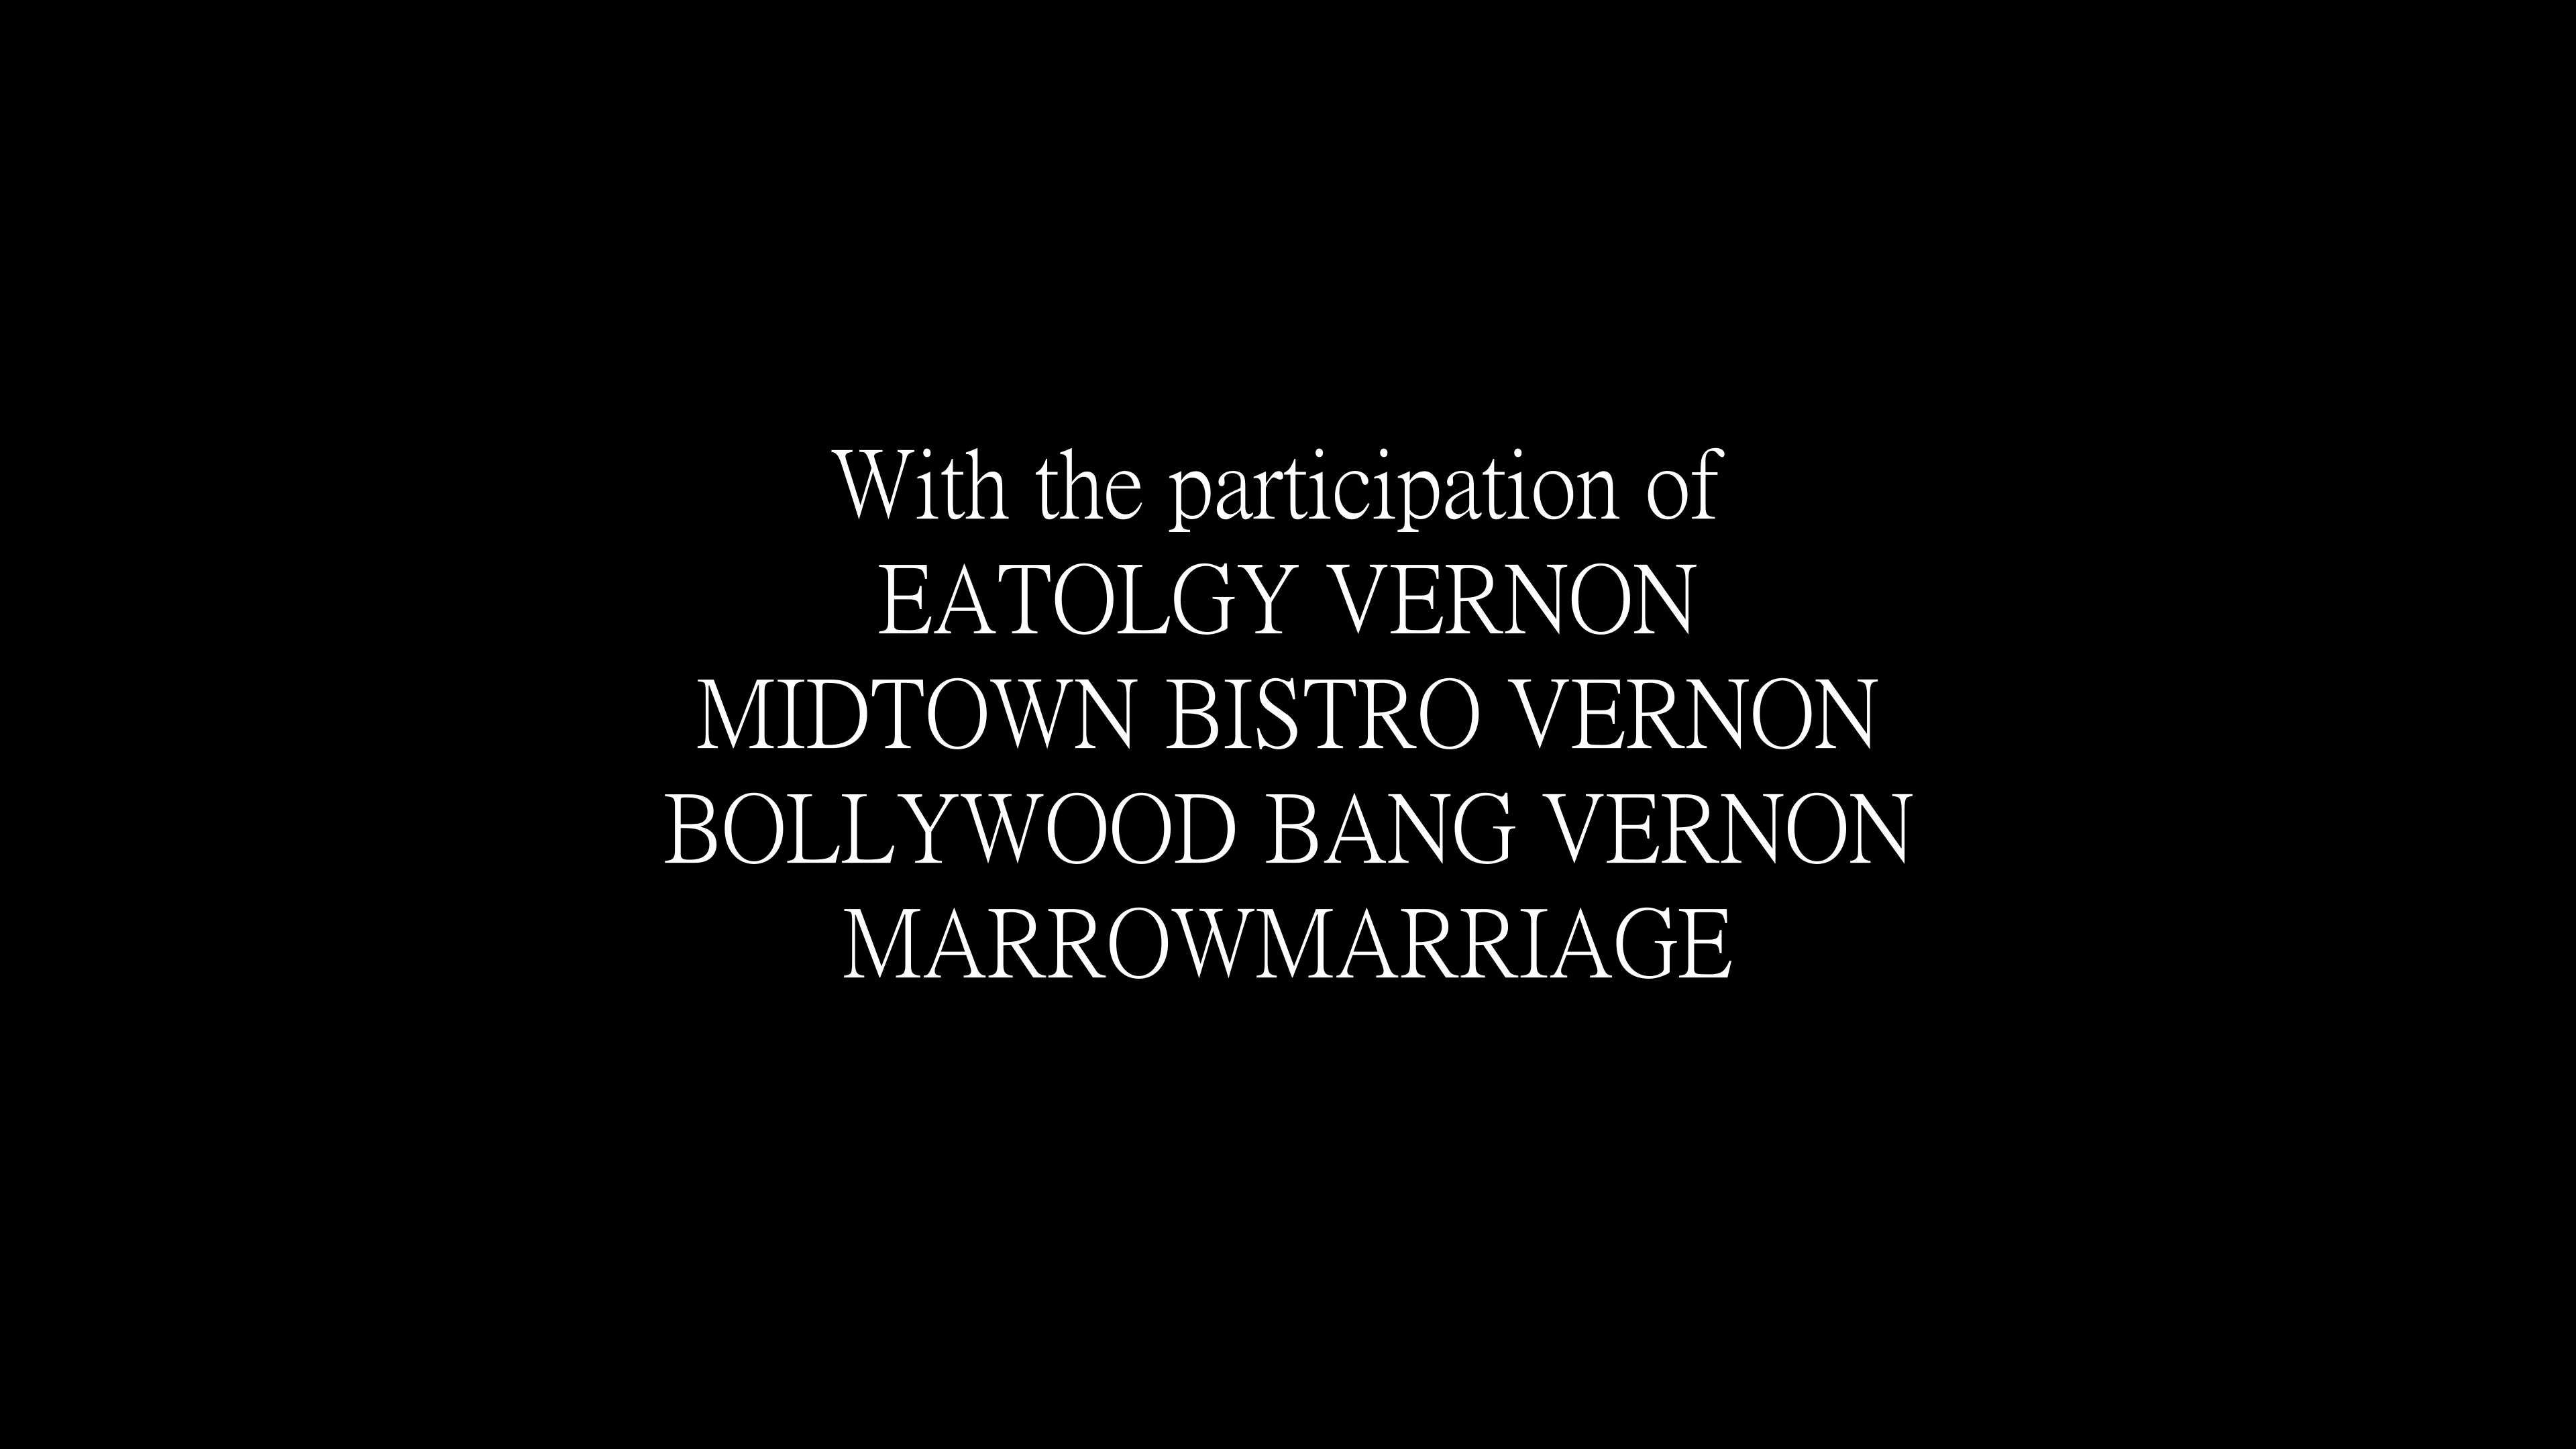 With the participation of
EATOLGY VERNON
MIDTOWN BISTRO VERNON
BOLLYWOOD BANG VERNON
MARROWMARRIAGE